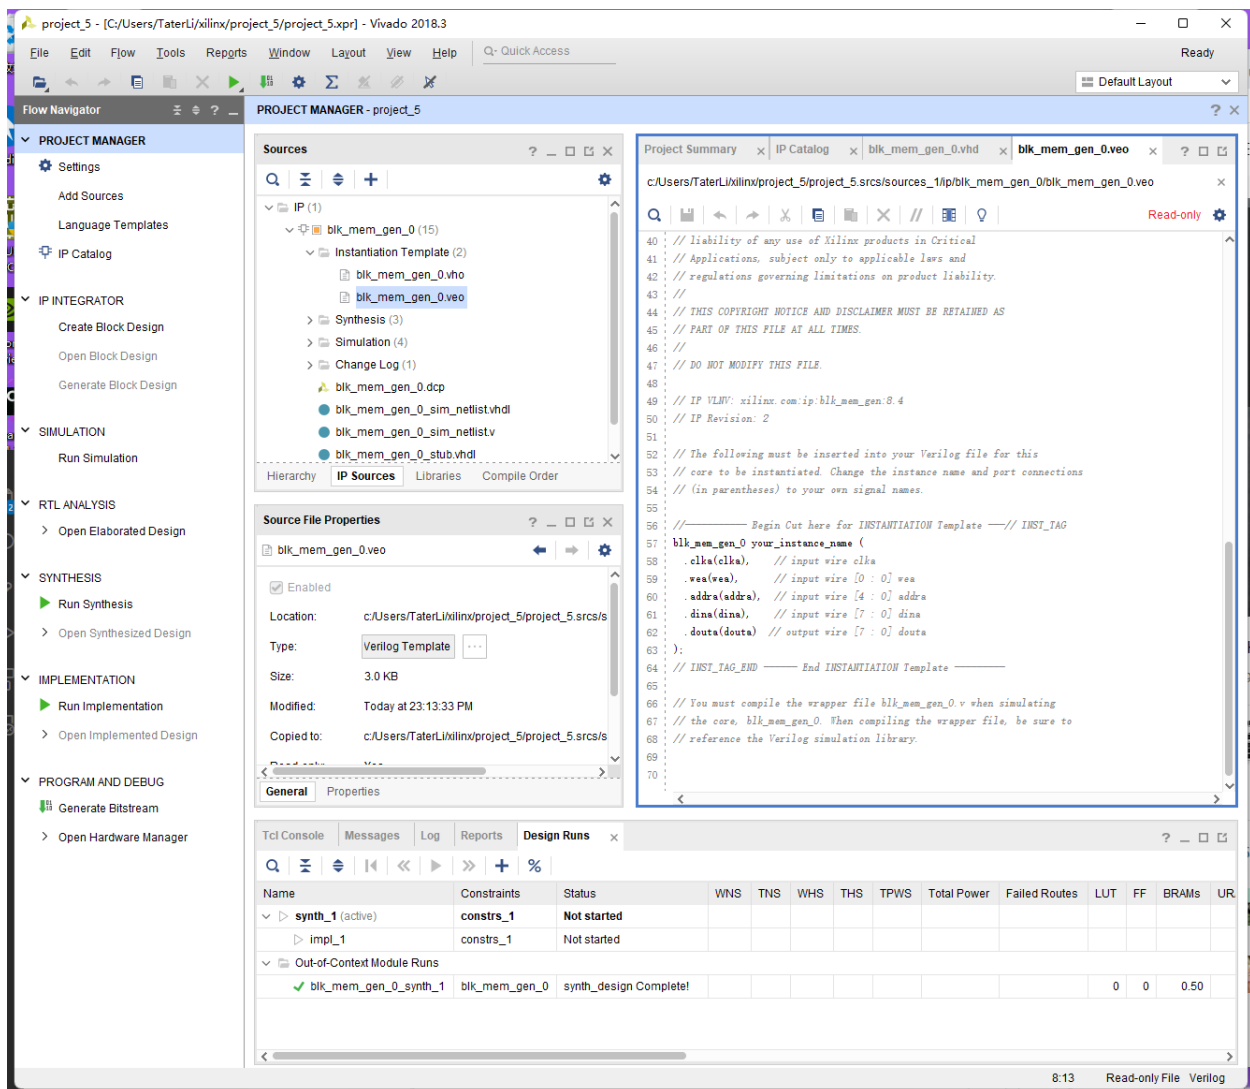 project_5 - [C:/Users/TaterLi/xilinx/project_5/project_5.xpr] - Vivado 2018.3
File Edit Flow Tools Reports Window Layout View Help Q- Quick Access Ready
Default Layout
Flow Navigator
PROJECT MANAGER
Settings
Add Sources
Language Templates
IP Catalog
IP INTEGRATOR
Create Block Design
Open Block Design
Generate Block Design
SIMULATION
Run Simulation
RTL ANALYSIS
Open Elaborated Design
SYNTHESIS
Run Synthesis
Open Synthesized Design
IMPLEMENTATION
Run Implementation
Open Implemented Design
PROGRAM AND DEBUG
Generate Bitstream
Open Hardware Manager
PROJECT MANAGER - project_5
Sources
IP (1)
blk_mem_gen_0 (15)
Instantiation Template (2)
blk_mem_gen_0.vho
blk_mem_gen_0.veo
Synthesis (3)
Simulation (4)
Change Log (1)
blk_mem_gen_0.dcp
blk_mem_gen_0_sim_netlist.vhdl
blk_mem_gen_0_sim_netlist.v
blk_mem_gen_0_stub.vhdl
Hierarchy IP Sources Libraries Compile Order
Source File Properties
blk_mem_gen_0.veo
Enabled
Location: c:/Users/TaterLi/xilinx/project_5/project_5.srcs/s
Type: Verilog Template ...
Size: 3.0 KB
Modified: Today at 23:13:33 PM
Copied to: c:/Users/TaterLi/xilinx/project_5/project_5.srcs/s
General Properties
Project Summary IP Catalog blk_mem_gen_0.vhd blk_mem_gen_0.veo
c:/Users/TaterLi/xilinx/project_5/project_5.srcs/sources_1/ip/blk_mem_gen_0/blk_mem_gen_0.veo
Read-only
40 // liability of any use of Xilinx products in Critical
41 // Applications, subject only to applicable laws and
42 // regulations governing limitations on product liability.
43 //
44 // THIS COPYRIGHT NOTICE AND DISCLAIMER MUST BE RETAINED AS
45 // PART OF THIS FILE AT ALL TIMES.
46 //
47 // DO NOT MODIFY THIS FILE.
48
49 // IP VLNV: xilinx.com:ip:blk_mem_gen:8.4
50 // IP Revision: 2
51
52 // The following must be inserted into your Verilog file for this
53 // core to be instantiated. Change the instance name and port connections
54 // (in parentheses) to your own signal names.
55
56 //----------- Begin Cut here for INSTANTIATION Template ---// INST_TAG
57 blk_mem_gen_0 your_instance_name (
58 .clka(clka), // input wire clka
59 .wea(wea), // input wire [0 : 0] wea
60 .addra(addra), // input wire [4 : 0] addra
61 .dina(dina), // input wire [7 : 0] dina
62 .douta(douta) // output wire [7 : 0] douta
63 );
64 // INST_TAG_END ------ End INSTANTIATION Template ---------
65
66 // You must compile the wrapper file blk_mem_gen_0.v when simulating
67 // the core, blk_mem_gen_0. When compiling the wrapper file, be sure to
68 // reference the Verilog simulation library.
69
70
Tcl Console Messages Log Reports Design Runs
Name Constraints Status WNS TNS WHS THS TPWS Total Power Failed Routes LUT FF BRAMs
synth_1 (active) constrs_1 Not started
impl_1 constrs_1 Not started
Out-of-Context Module Runs
blk_mem_gen_0_synth_1 blk_mem_gen_0 synth_design Complete! 0 0 0.50
8:13 Read-only File Verilog